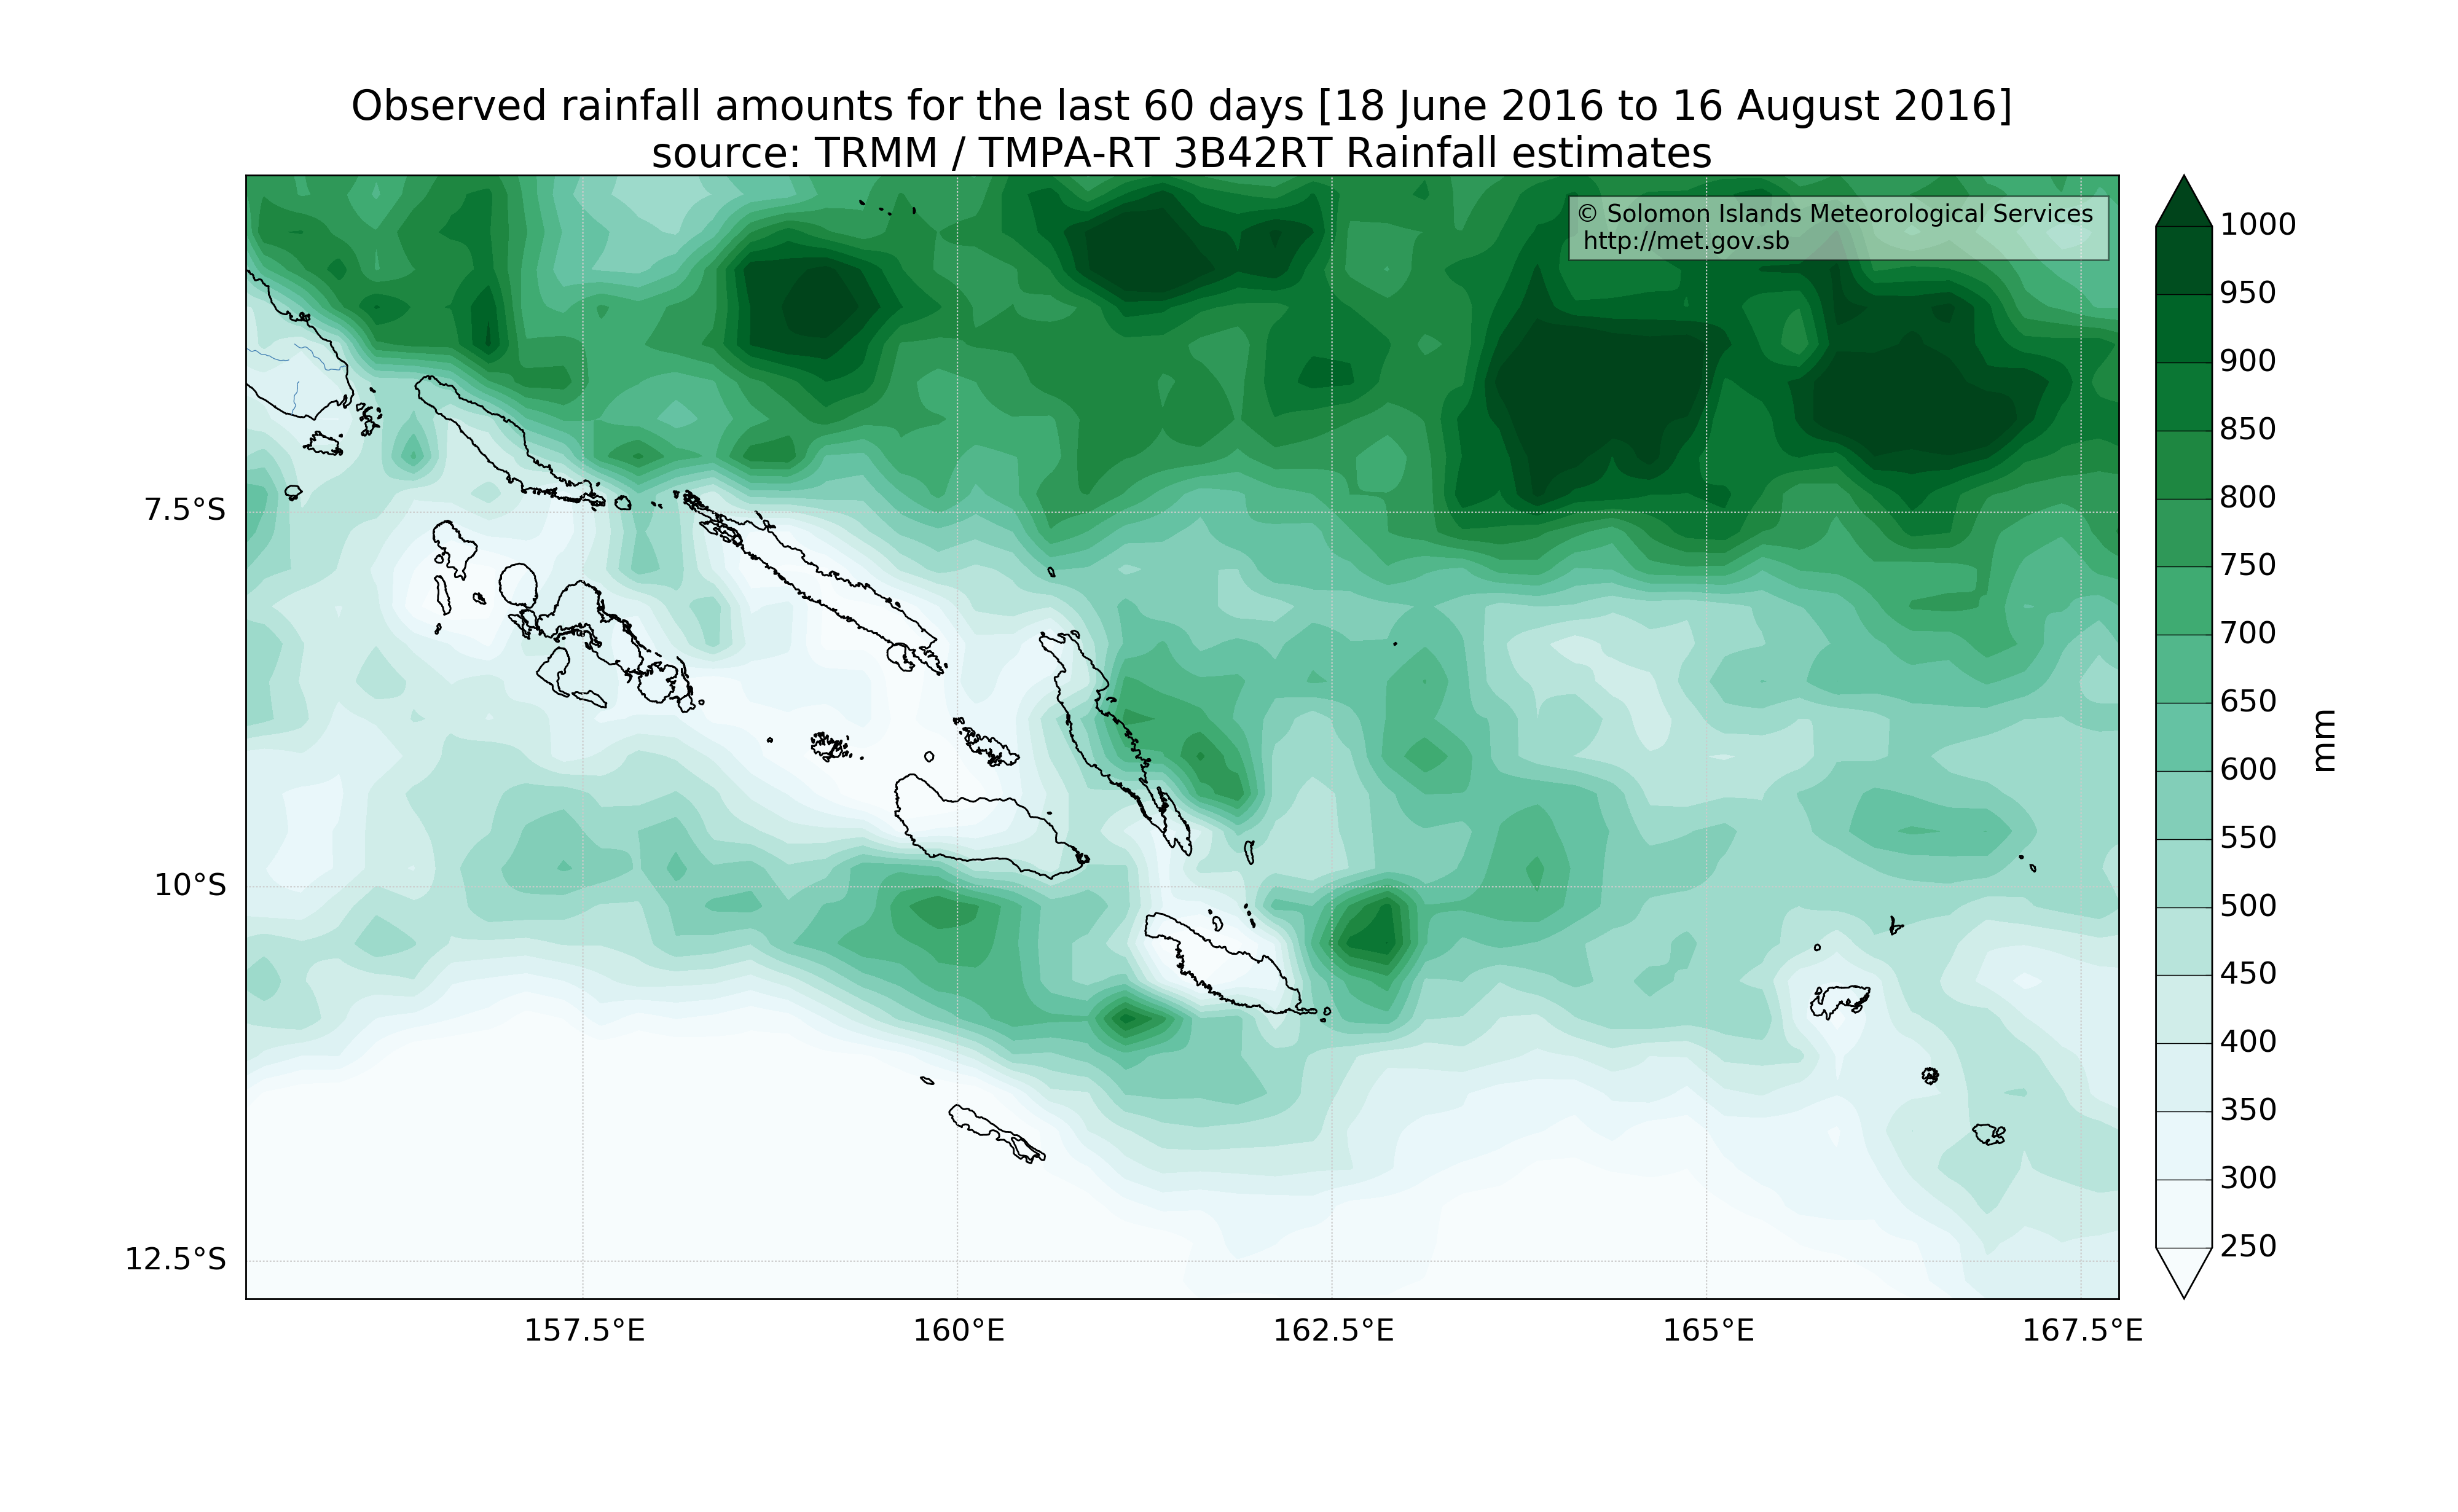 Observed rainfall amounts for the last 60 days [18 June 2016 to 16 August 2016]
source: TRMM / TMPA-RT 3B42RT Rainfall estimates
© Solomon Islands Meteorological Services
http://met.gov.sb
7.5°S
10°S
12.5°S
157.5°E
160°E
162.5°E
165°E
167.5°E
1000
950
900
850
800
750
700
650
600
550
500
450
400
350
300
250
mm